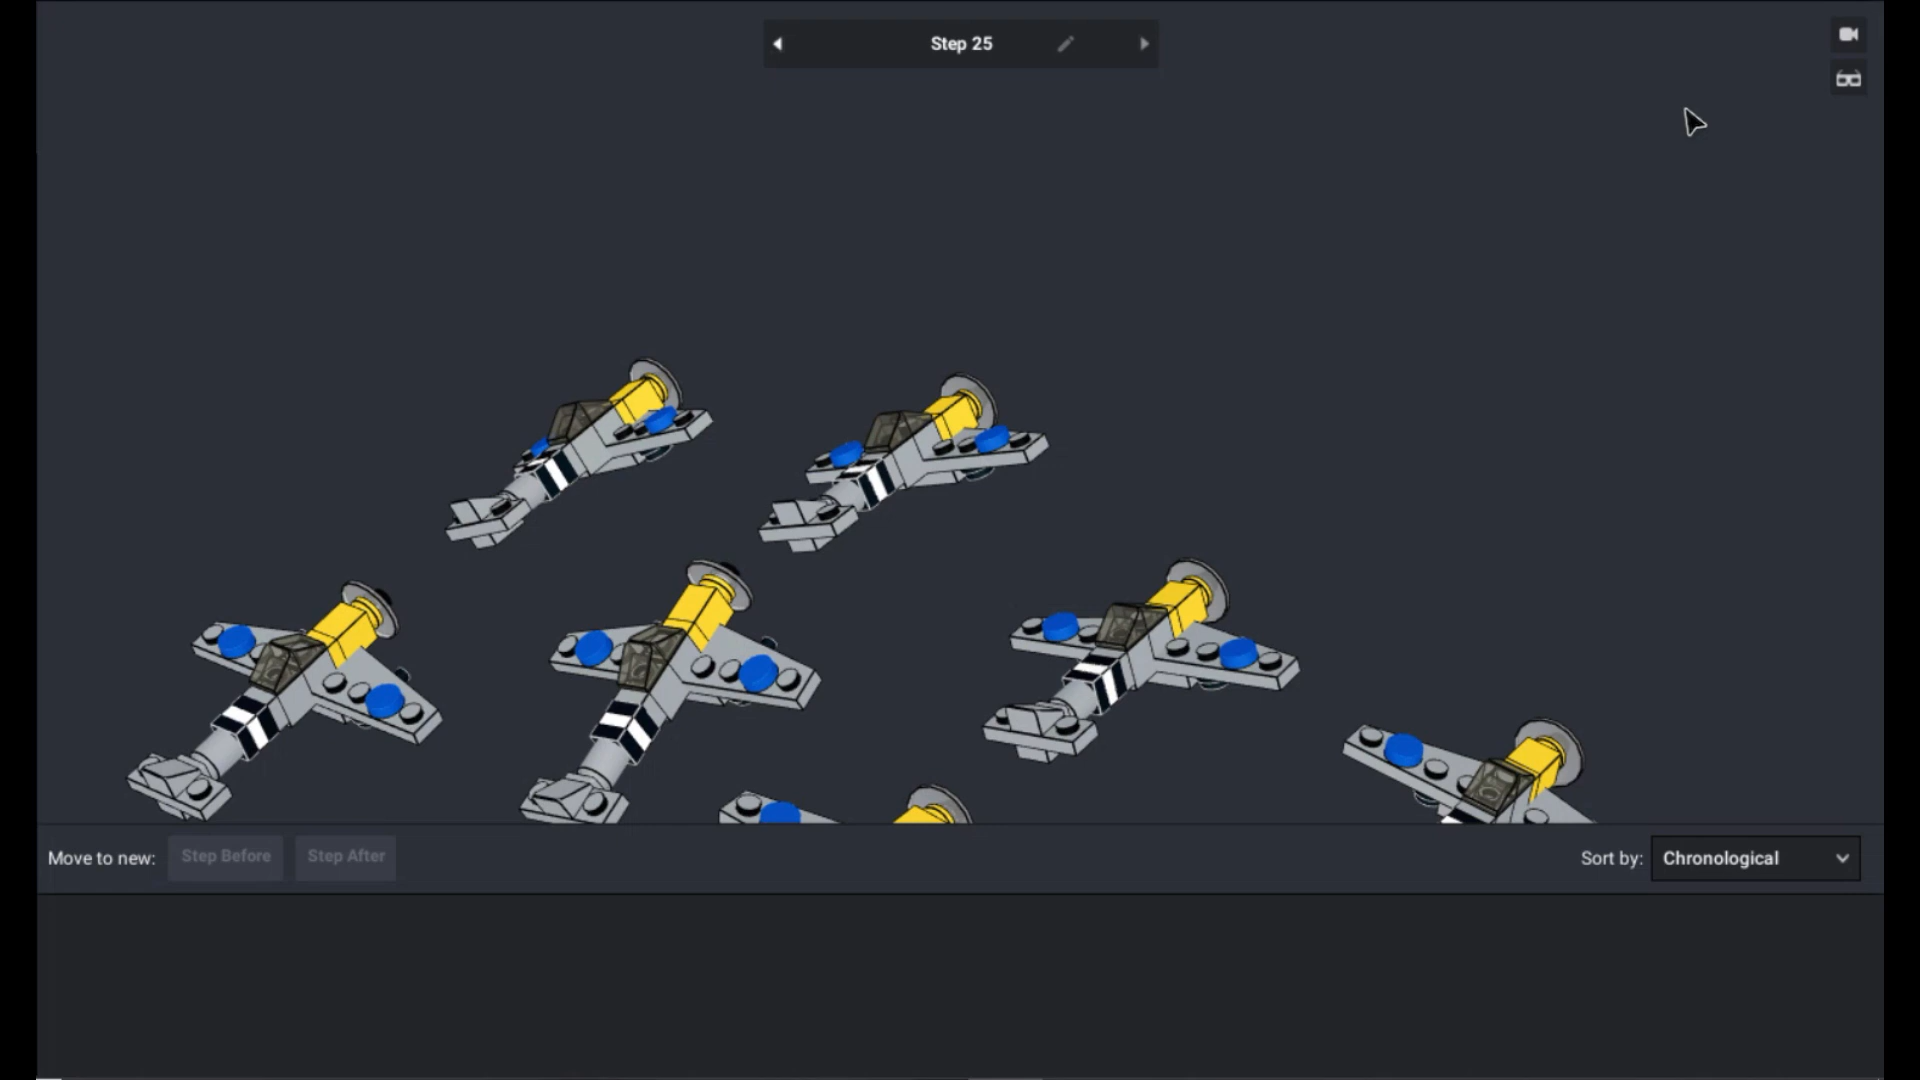 Step 25
Move to new:
Step Before
Step After
Sort by:
Chronological